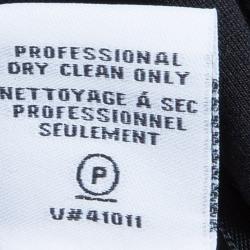 PROFESSIONAL
DRY CLEAN ONLY
NETTOYAGE Á SEC
PROFESSIONNEL
SEULEMENT
P
V#41011